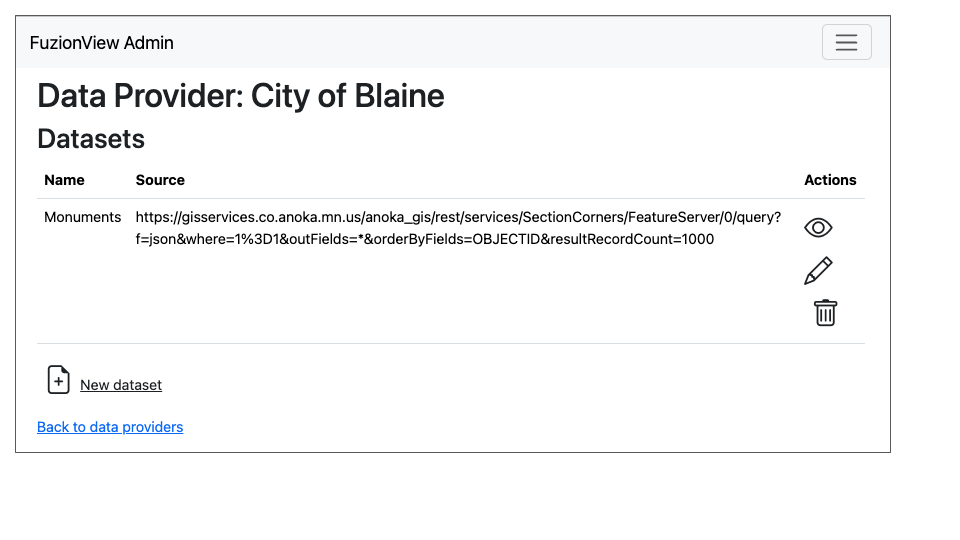 FuzionView Admin
Data Provider: City of Blaine
Datasets
Name Source Actions
Monuments https://gisservices.co.anoka.mn.us/anoka_gis/rest/services/SectionCorners/FeatureServer/0/query?
f=json&where=1%3D1&outFields=*&orderByFields=OBJECTID&resultRecordCount=1000
New dataset
Back to data providers